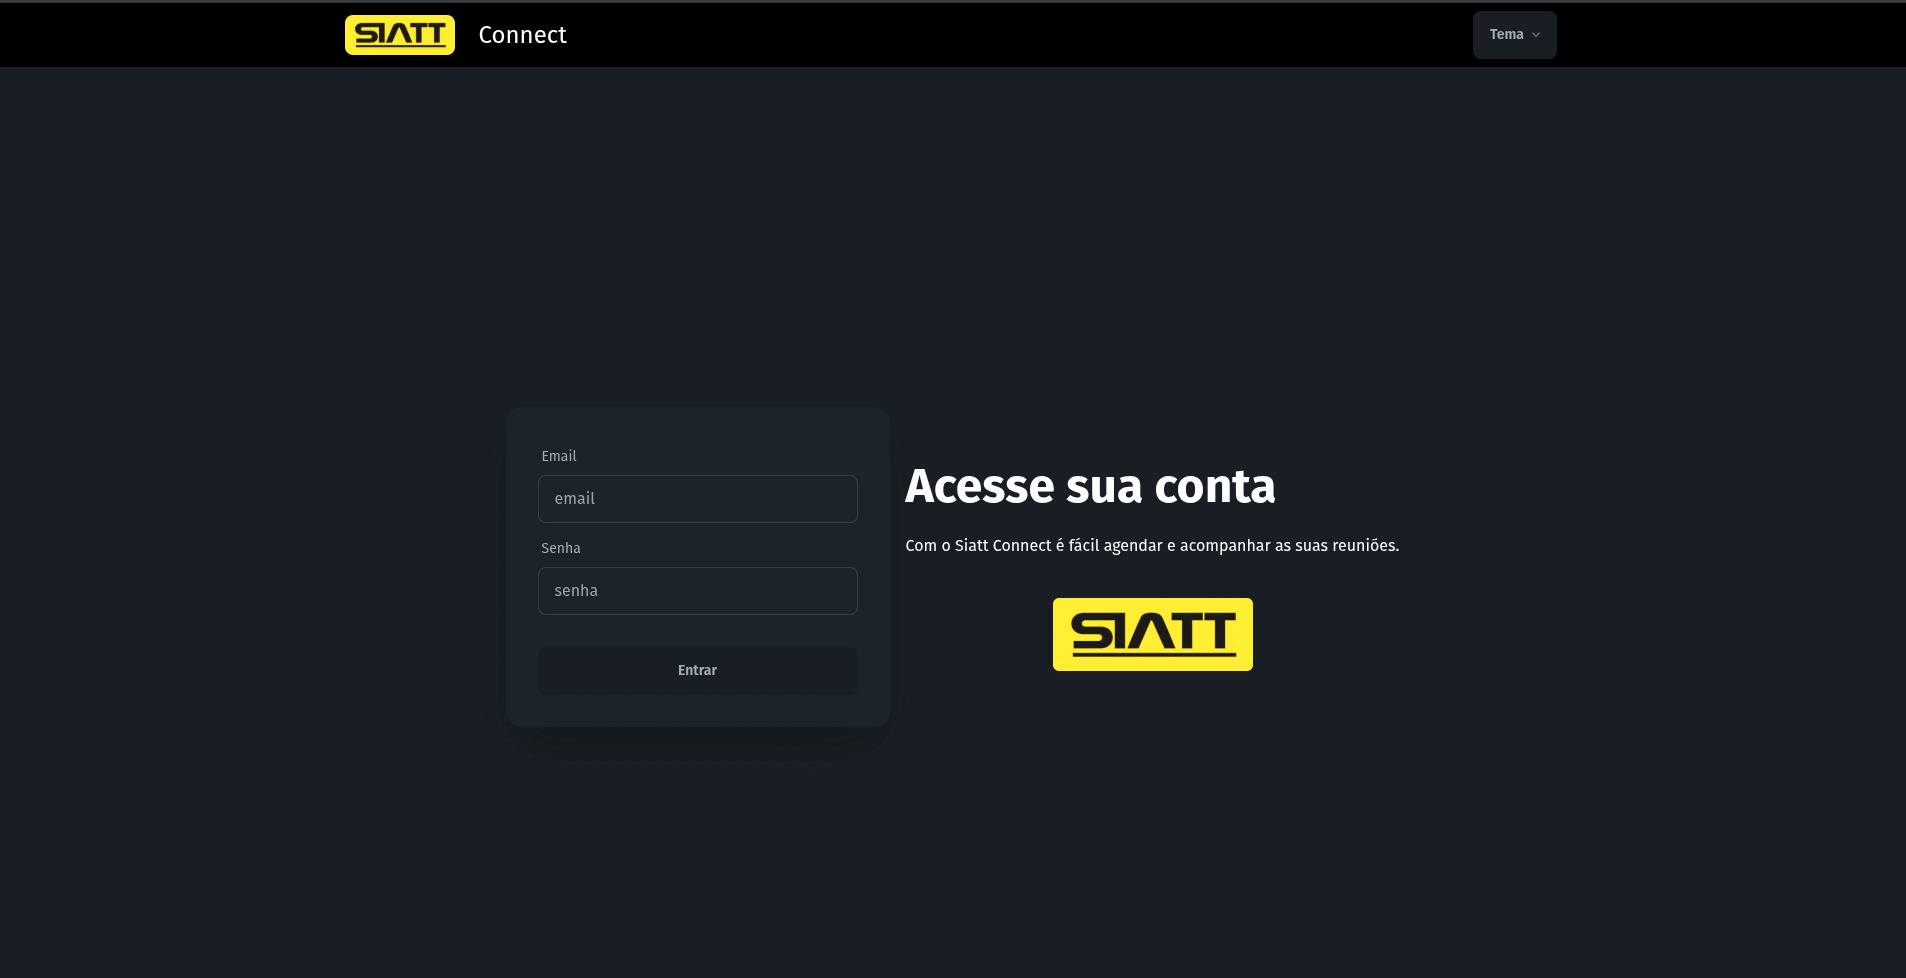 SIATT Connect
Tema
Email
email
Senha
senha
Entrar
Acesse sua conta
Com o Siatt Connect é fácil agendar e acompanhar as suas reuniões.
SIATT